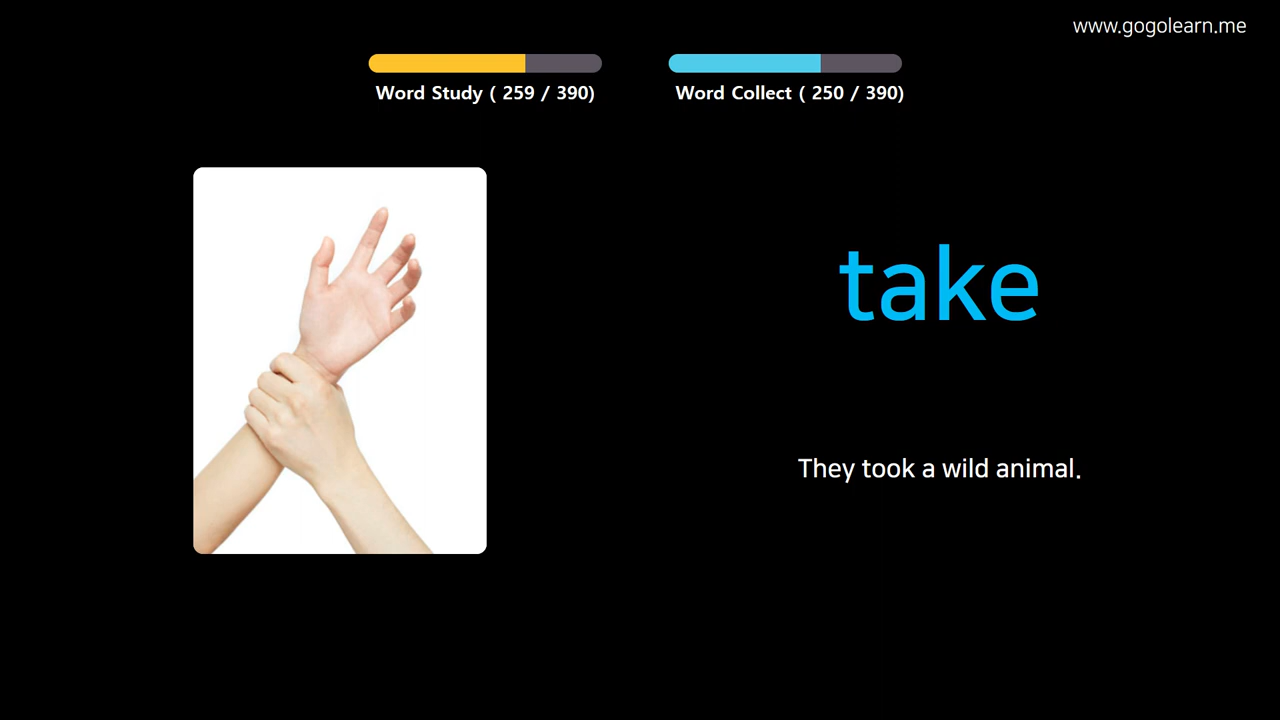 www.gogolearn.me
Word Study ( 259 / 390)
Word Collect ( 250 / 390)
take
They took a wild animal.